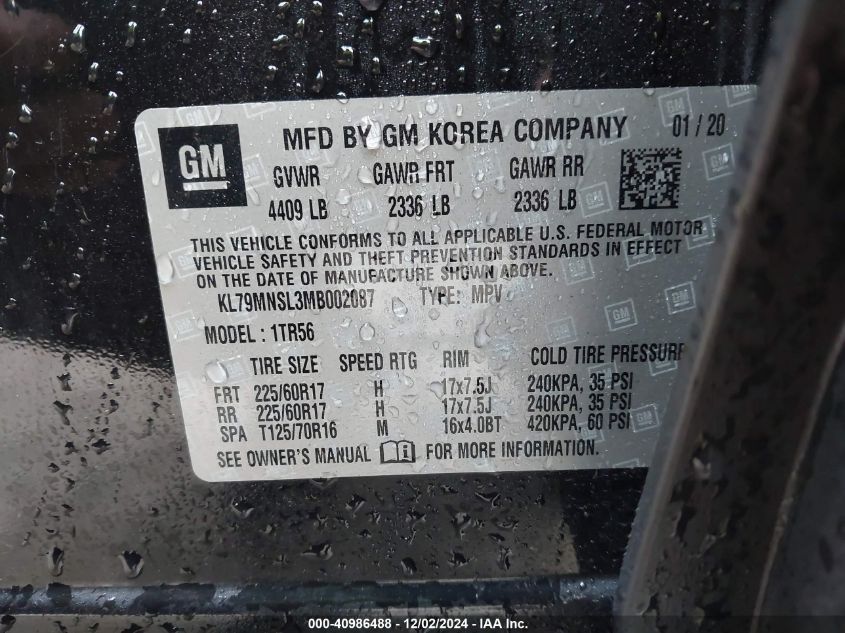 GM
MFD BY GM KOREA COMPANY 01 / 20
GVWR GAWR FRT GAWR RR
4409 LB 2336 LB 2336 LB
THIS VEHICLE CONFORMS TO ALL APPLICABLE U.S. FEDERAL MOTOR
VEHICLE SAFETY AND THEFT PREVENTION STANDARDS IN EFFECT
ON THE DATE OF MANUFACTURE SHOWN ABOVE.
KL79MNSL3MB002087 TYPE: MPV
MODEL : 1TR56
TIRE SIZE SPEED RTG RIM COLD TIRE PRESSURE
FRT 225/60R17 H 17x7.5J 240KPA, 35 PSI
RR 225/60R17 H 17x7.5J 240KPA, 35 PSI
SPA T125/70R16 M 16x4.0BT 420KPA, 60 PSI
SEE OWNER'S MANUAL FOR MORE INFORMATION.
000-40986488 - 12/02/2024 - IAA Inc.